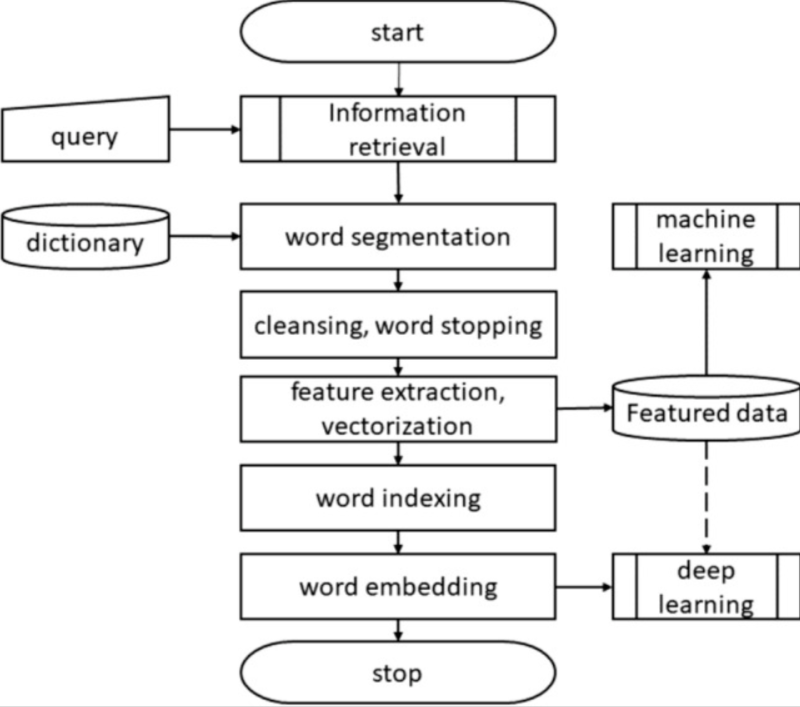 start
query
Information
retrieval
dictionary
word segmentation
machine
learning
cleansing, word stopping
feature extraction,
vectorization
Featured data
word indexing
word embedding
deep
learning
stop